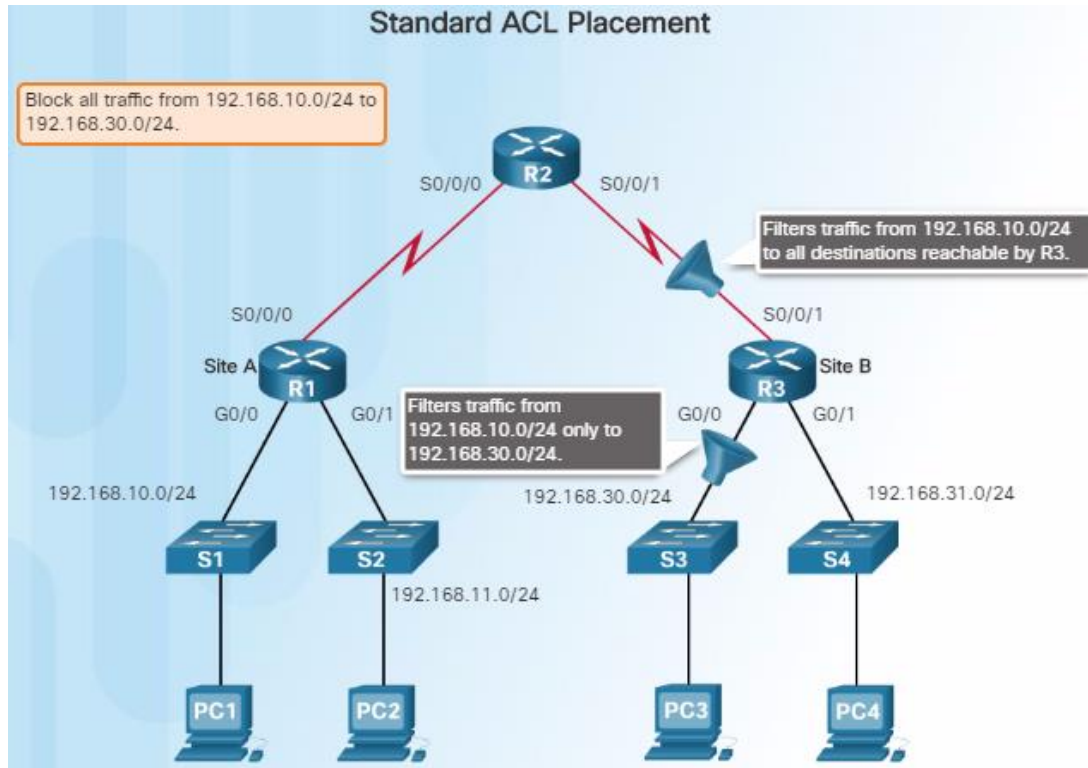 Standard ACL Placement
Block all traffic from 192.168.10.0/24 to
192.168.30.0/24.
R2
S0/0/0
S0/0/1
Filters traffic from 192.168.10.0/24
to all destinations reachable by R3.
S0/0/0
S0/0/1
Site A
R1
R3
Site B
G0/0
G0/1
Filters traffic from
192.168.10.0/24 only to
192.168.30.0/24.
G0/0
G0/1
192.168.10.0/24
192.168.30.0/24
192.168.31.0/24
S1
S2
S3
S4
192.168.11.0/24
PC1
PC2
PC3
PC4